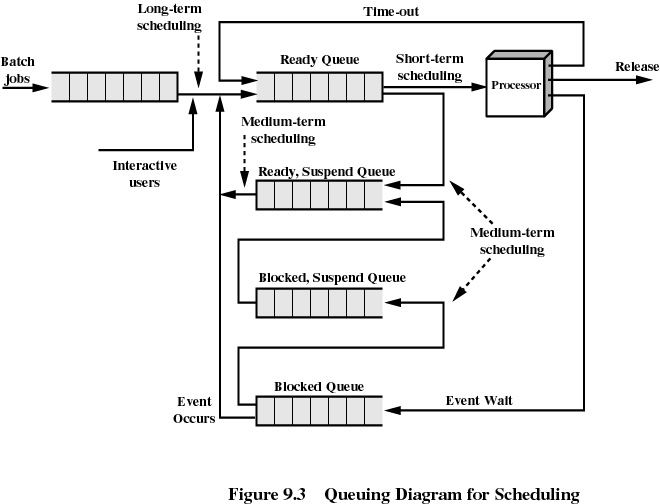 Time-out
Long-term
scheduling
Batch
jobs
Ready Queue
Short-term
scheduling
Processor
Release
Medium-term
scheduling
Interactive
users
Ready, Suspend Queue
Medium-term
scheduling
Blocked, Suspend Queue
Blocked Queue
Event
Occurs
Event Wait
Figure 9.3 Queuing Diagram for Scheduling